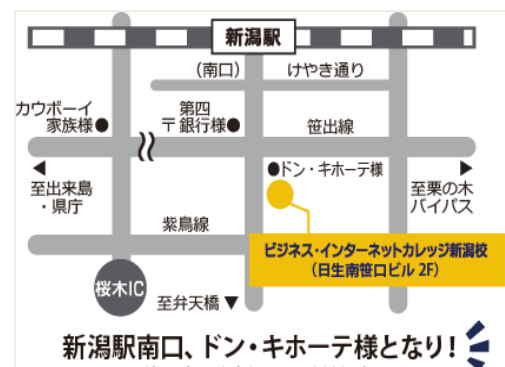 新潟駅
(南口)
けやき通り
カウボーイ
家族様●
第四
〒銀行様●
笹出線
●ドン・キホーテ様
至出来島
・県庁
至栗の木
バイパス
紫鳥線
ビジネス・インターネットカレッジ新潟校
(日生南笹口ビル 2F)
桜木IC
至弁天橋▼
新潟駅南口、ドン・キホーテ様となり!